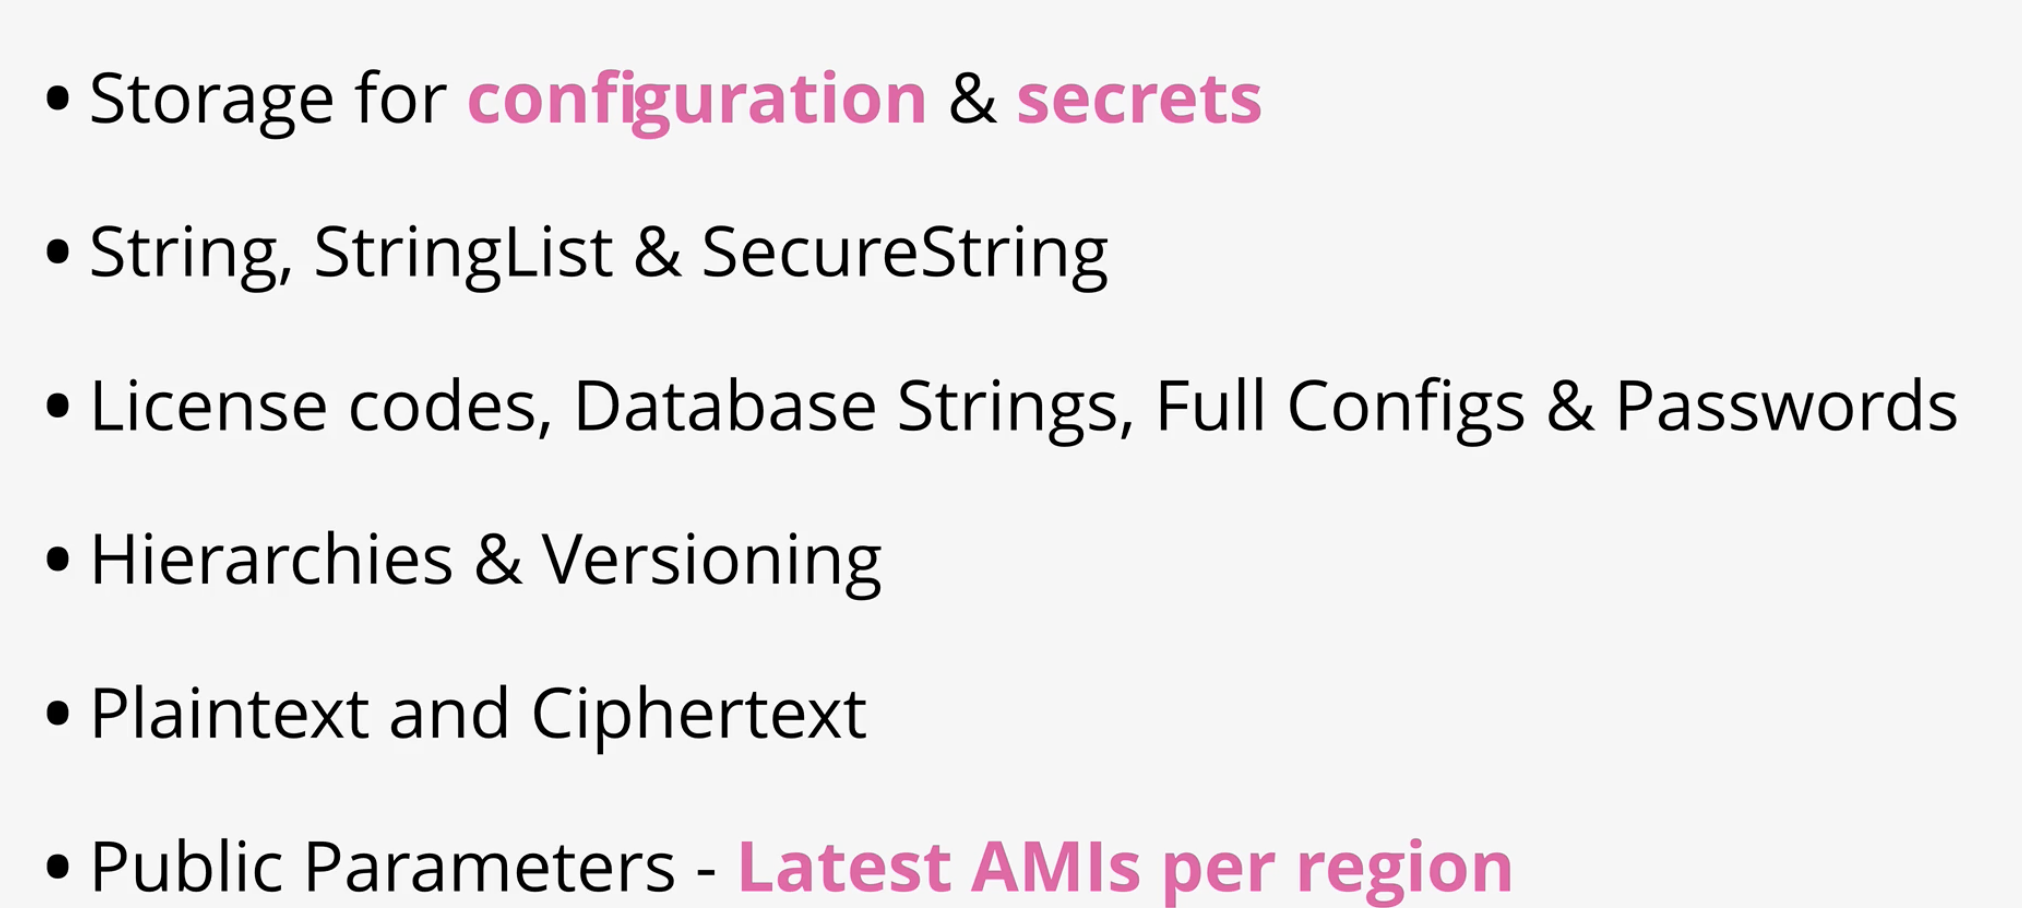 • Storage for configuration & secrets
• String, StringList & SecureString
• License codes, Database Strings, Full Configs & Passwords
• Hierarchies & Versioning
• Plaintext and Ciphertext
• Public Parameters - Latest AMIs per region